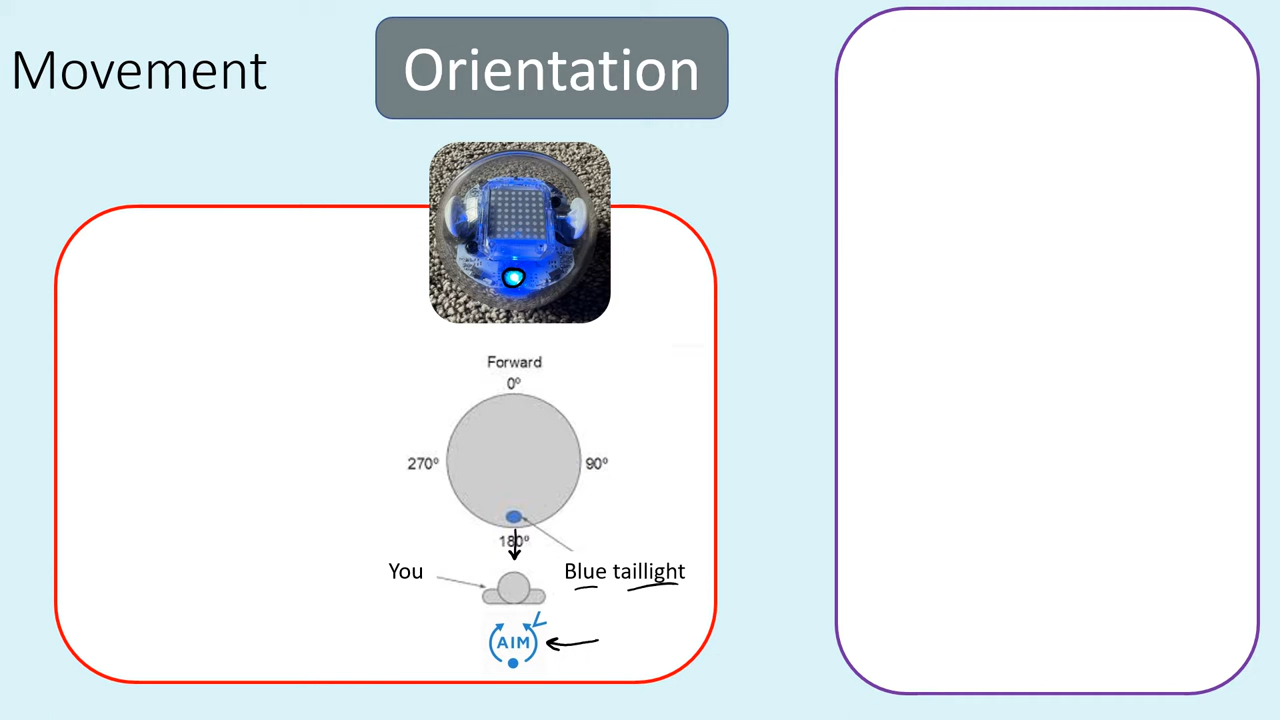 Movement
Orientation
Forward
0º
270º
90º
180º
You
Blue taillight
AIM